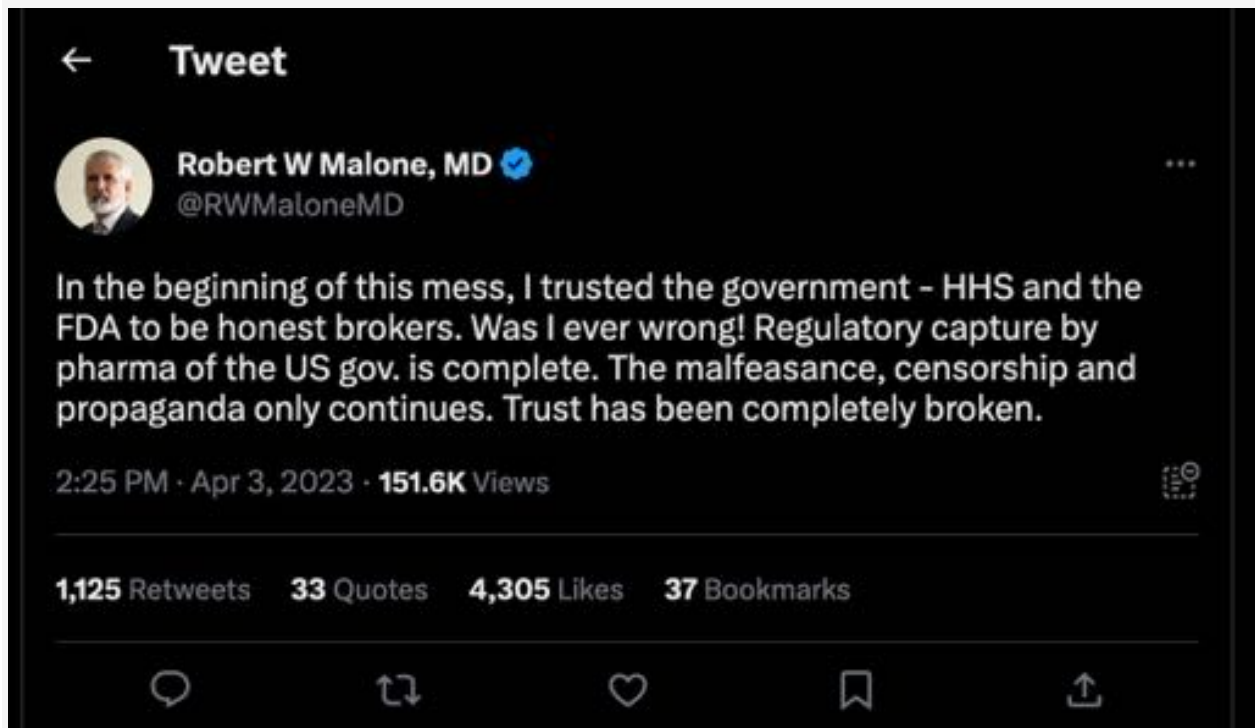 Tweet
Robert W Malone, MD
@RWMaloneMD
In the beginning of this mess, I trusted the government - HHS and the
FDA to be honest brokers. Was I ever wrong! Regulatory capture by
pharma of the US gov. is complete. The malfeasance, censorship and
propaganda only continues. Trust has been completely broken.
2:25 PM · Apr 3, 2023 · 151.6K Views
1,125 Retweets 33 Quotes 4,305 Likes 37 Bookmarks